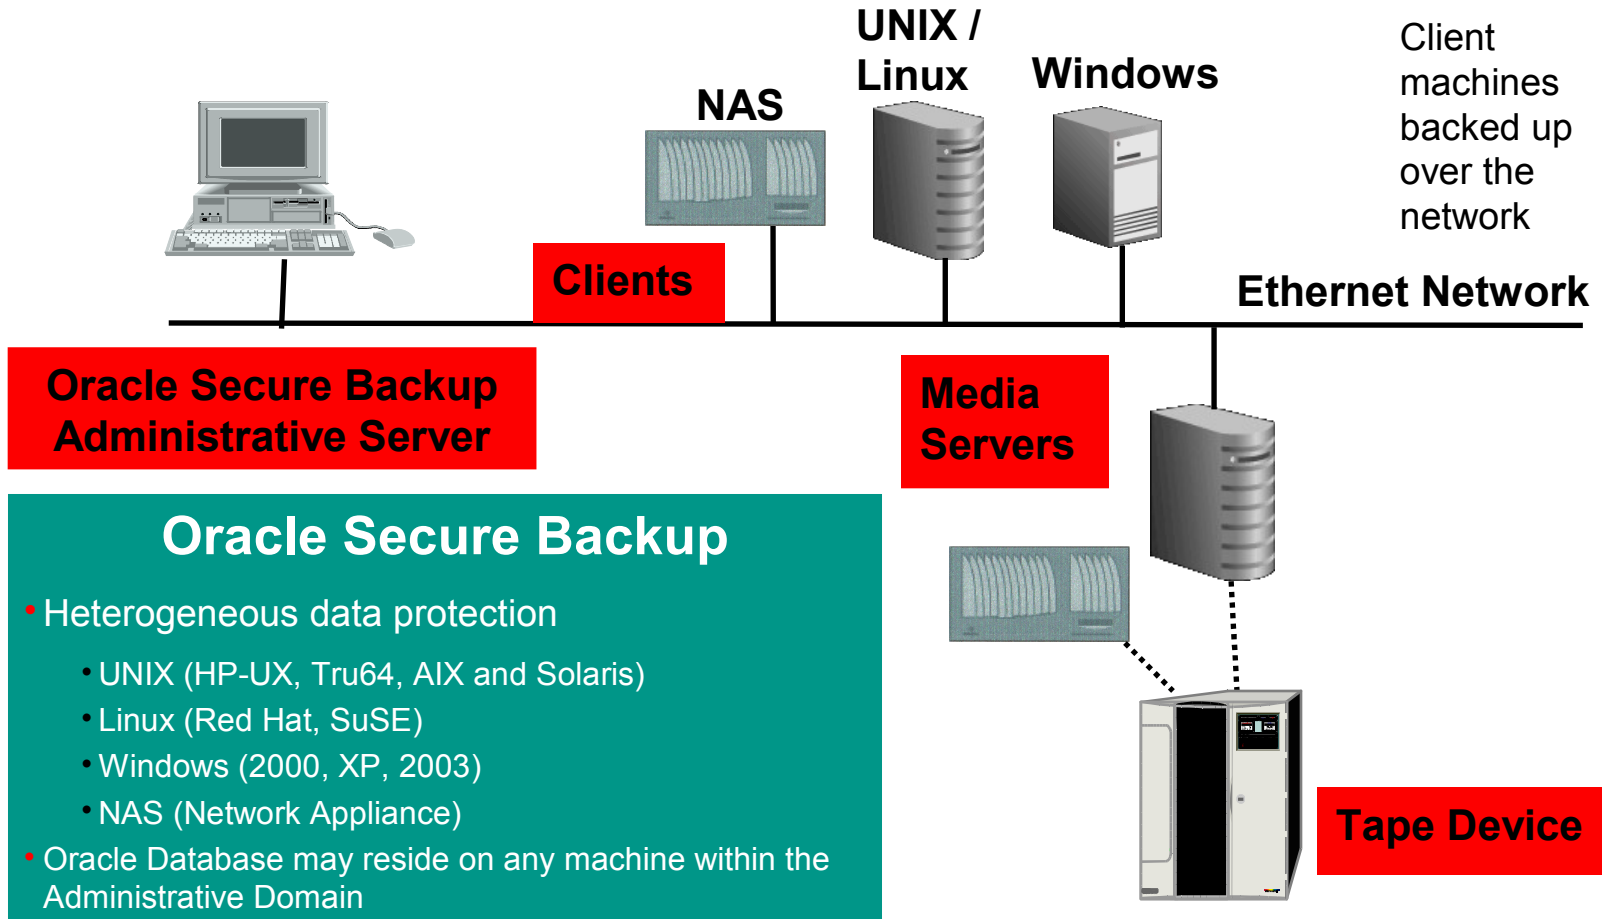 UNIX /
Linux
Windows
NAS
Client
machines
backed up
over the
network
Clients
Ethernet Network
Oracle Secure Backup
Administrative Server
Media
Servers
Oracle Secure Backup
• Heterogeneous data protection
• UNIX (HP-UX, Tru64, AIX and Solaris)
• Linux (Red Hat, SuSE)
• Windows (2000, XP, 2003)
• NAS (Network Appliance)
• Oracle Database may reside on any machine within the
Administrative Domain
Tape Device